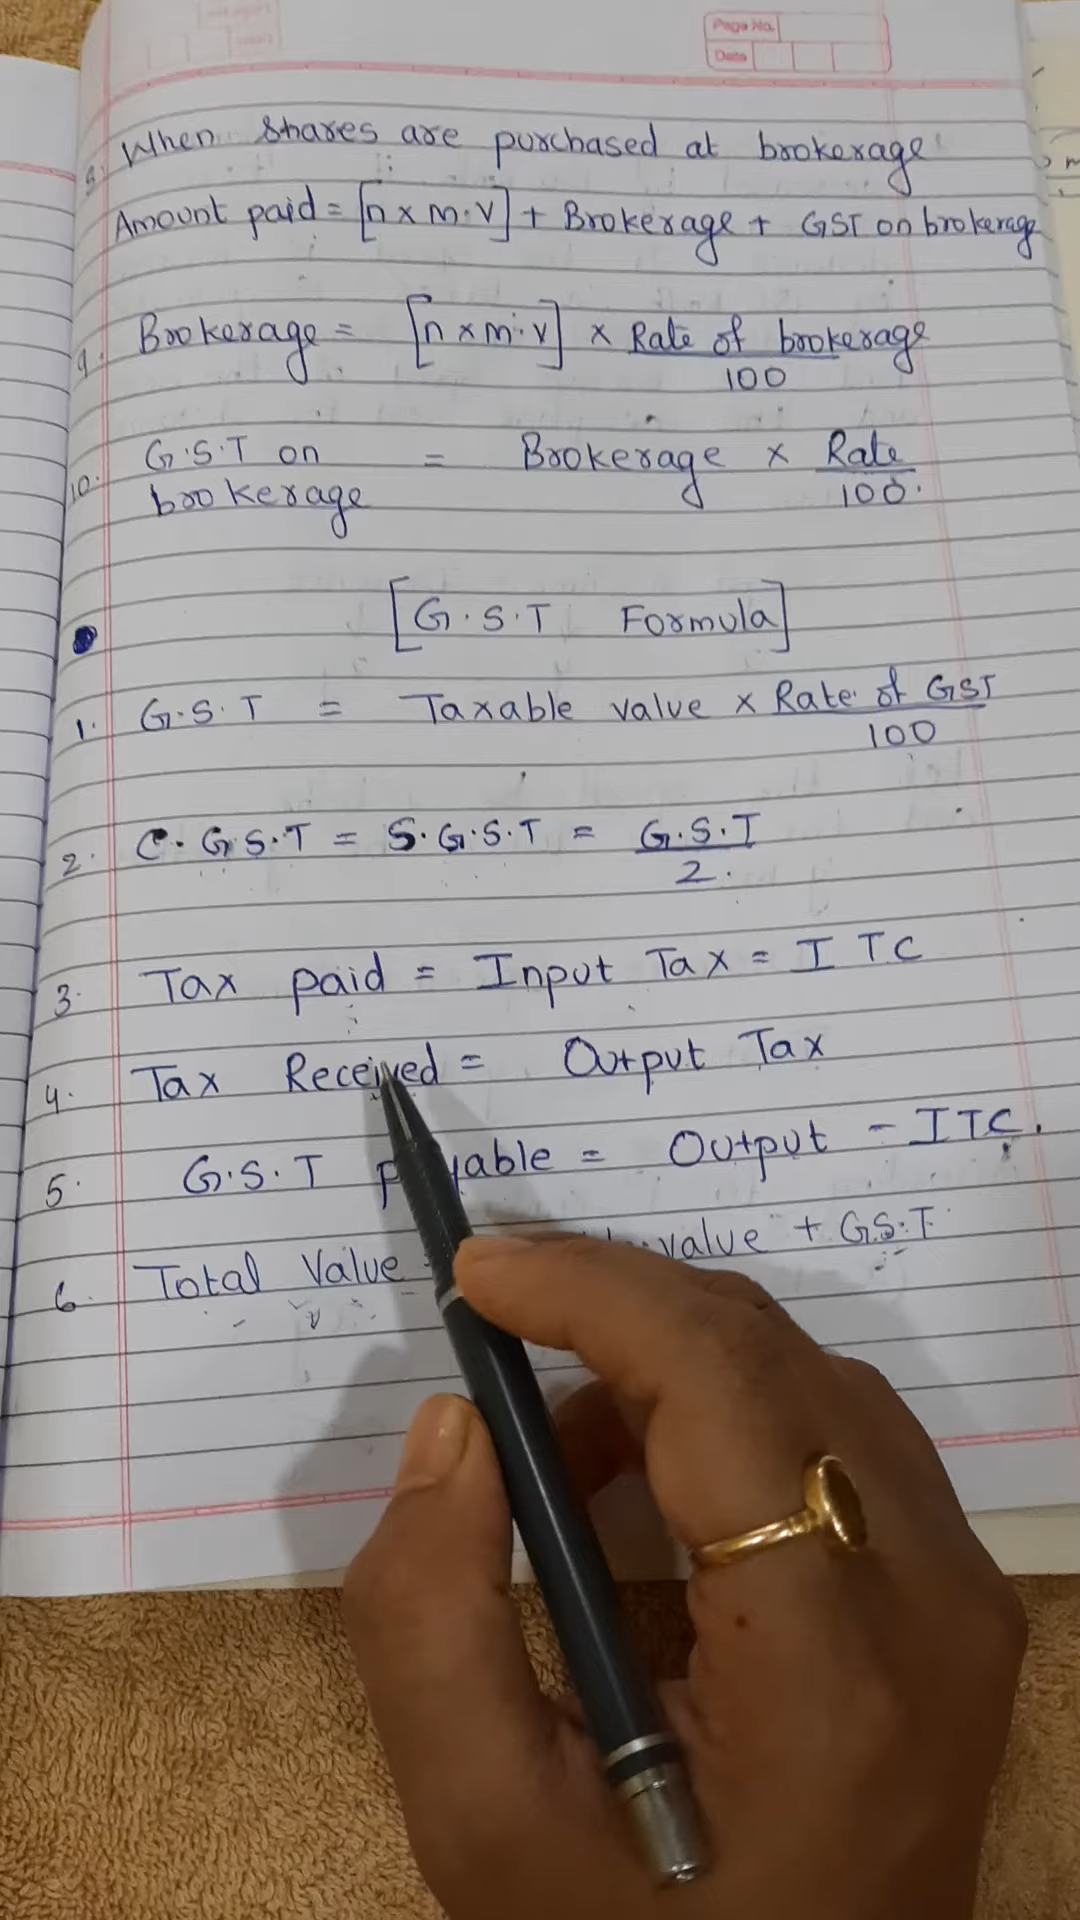 Page No.
Date
8. When shares are purchased at brokerage
Amount paid = [n x m.v] + Brokerage + GST on brokerage
9. Brokerage = [n x m.v] x Rate of brokerage
100
G.S.T on = Brokerage x Rate
10. brokerage 100.
[G.S.T Formula]
1. G.S.T = Taxable value x Rate of GST
100
2. C.G.S.T = S.G.S.T = G.S.T
2.
3. Tax paid = Input Tax = ITC
4. Tax Received = Output Tax
5. G.S.T payable = Output - ITC.
6. Total Value value + G.S.T